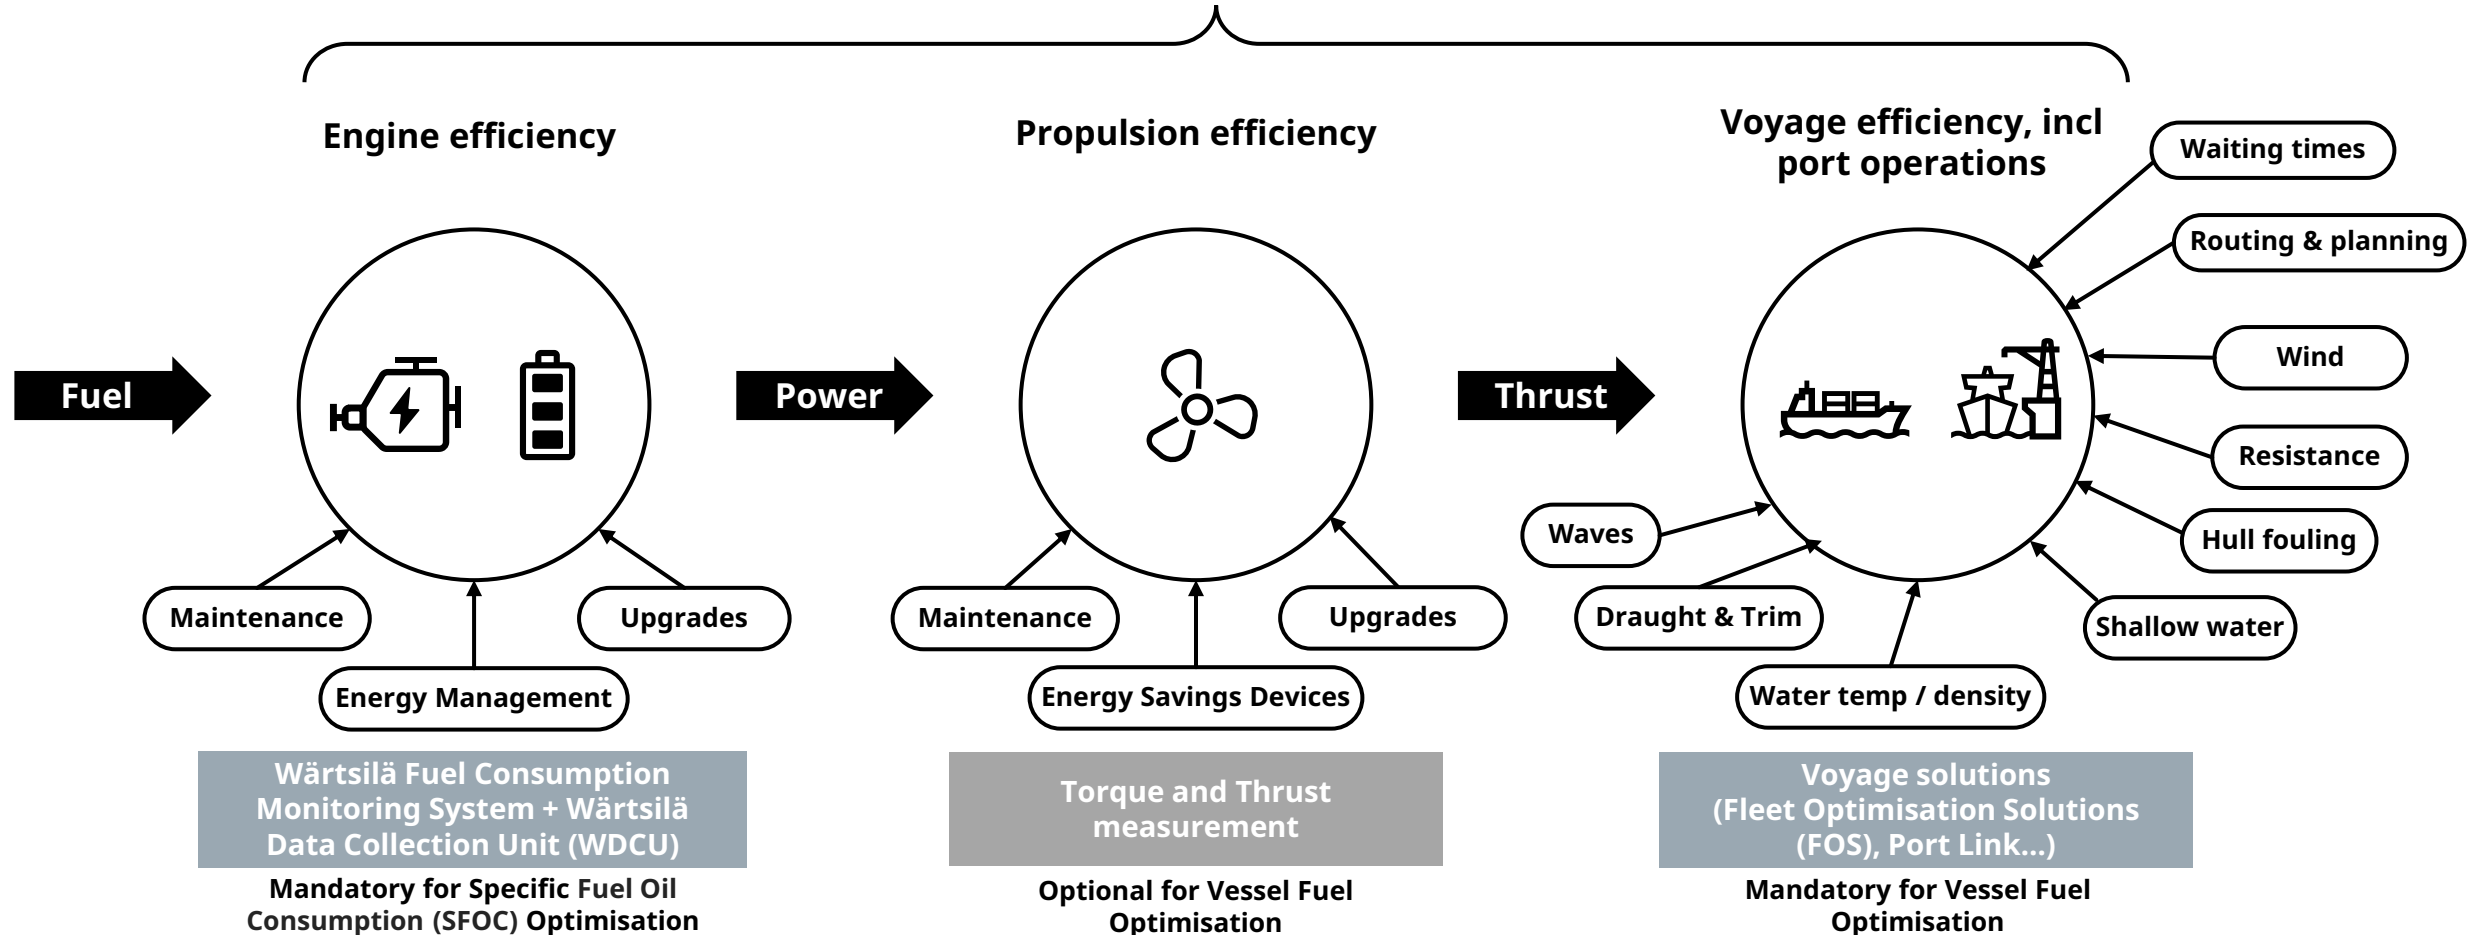 Engine efficiency
Propulsion efficiency
Voyage efficiency, incl
port operations
Waiting times
Routing & planning
Wind
Resistance
Hull fouling
Shallow water
Water temp / density
Draught & Trim
Waves
Fuel
Power
Thrust
Maintenance
Energy Management
Upgrades
Maintenance
Energy Savings Devices
Upgrades
Wärtsilä Fuel Consumption
Monitoring System + Wärtsilä
Data Collection Unit (WDCU)
Mandatory for Specific Fuel Oil
Consumption (SFOC) Optimisation
Torque and Thrust
measurement
Optional for Vessel Fuel
Optimisation
Voyage solutions
(Fleet Optimisation Solutions
(FOS), Port Link...)
Mandatory for Vessel Fuel
Optimisation